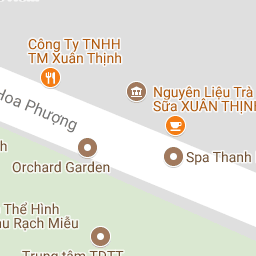 Công Ty TNHH
TM Xuân Thịnh
Nguyên Liệu Trà
Sữa XUÂN THỊN
Hoa Phượng
Orchard Garden
Spa Thanh
Thể Hình
Rạch Miễu
Trung tâm TDTT